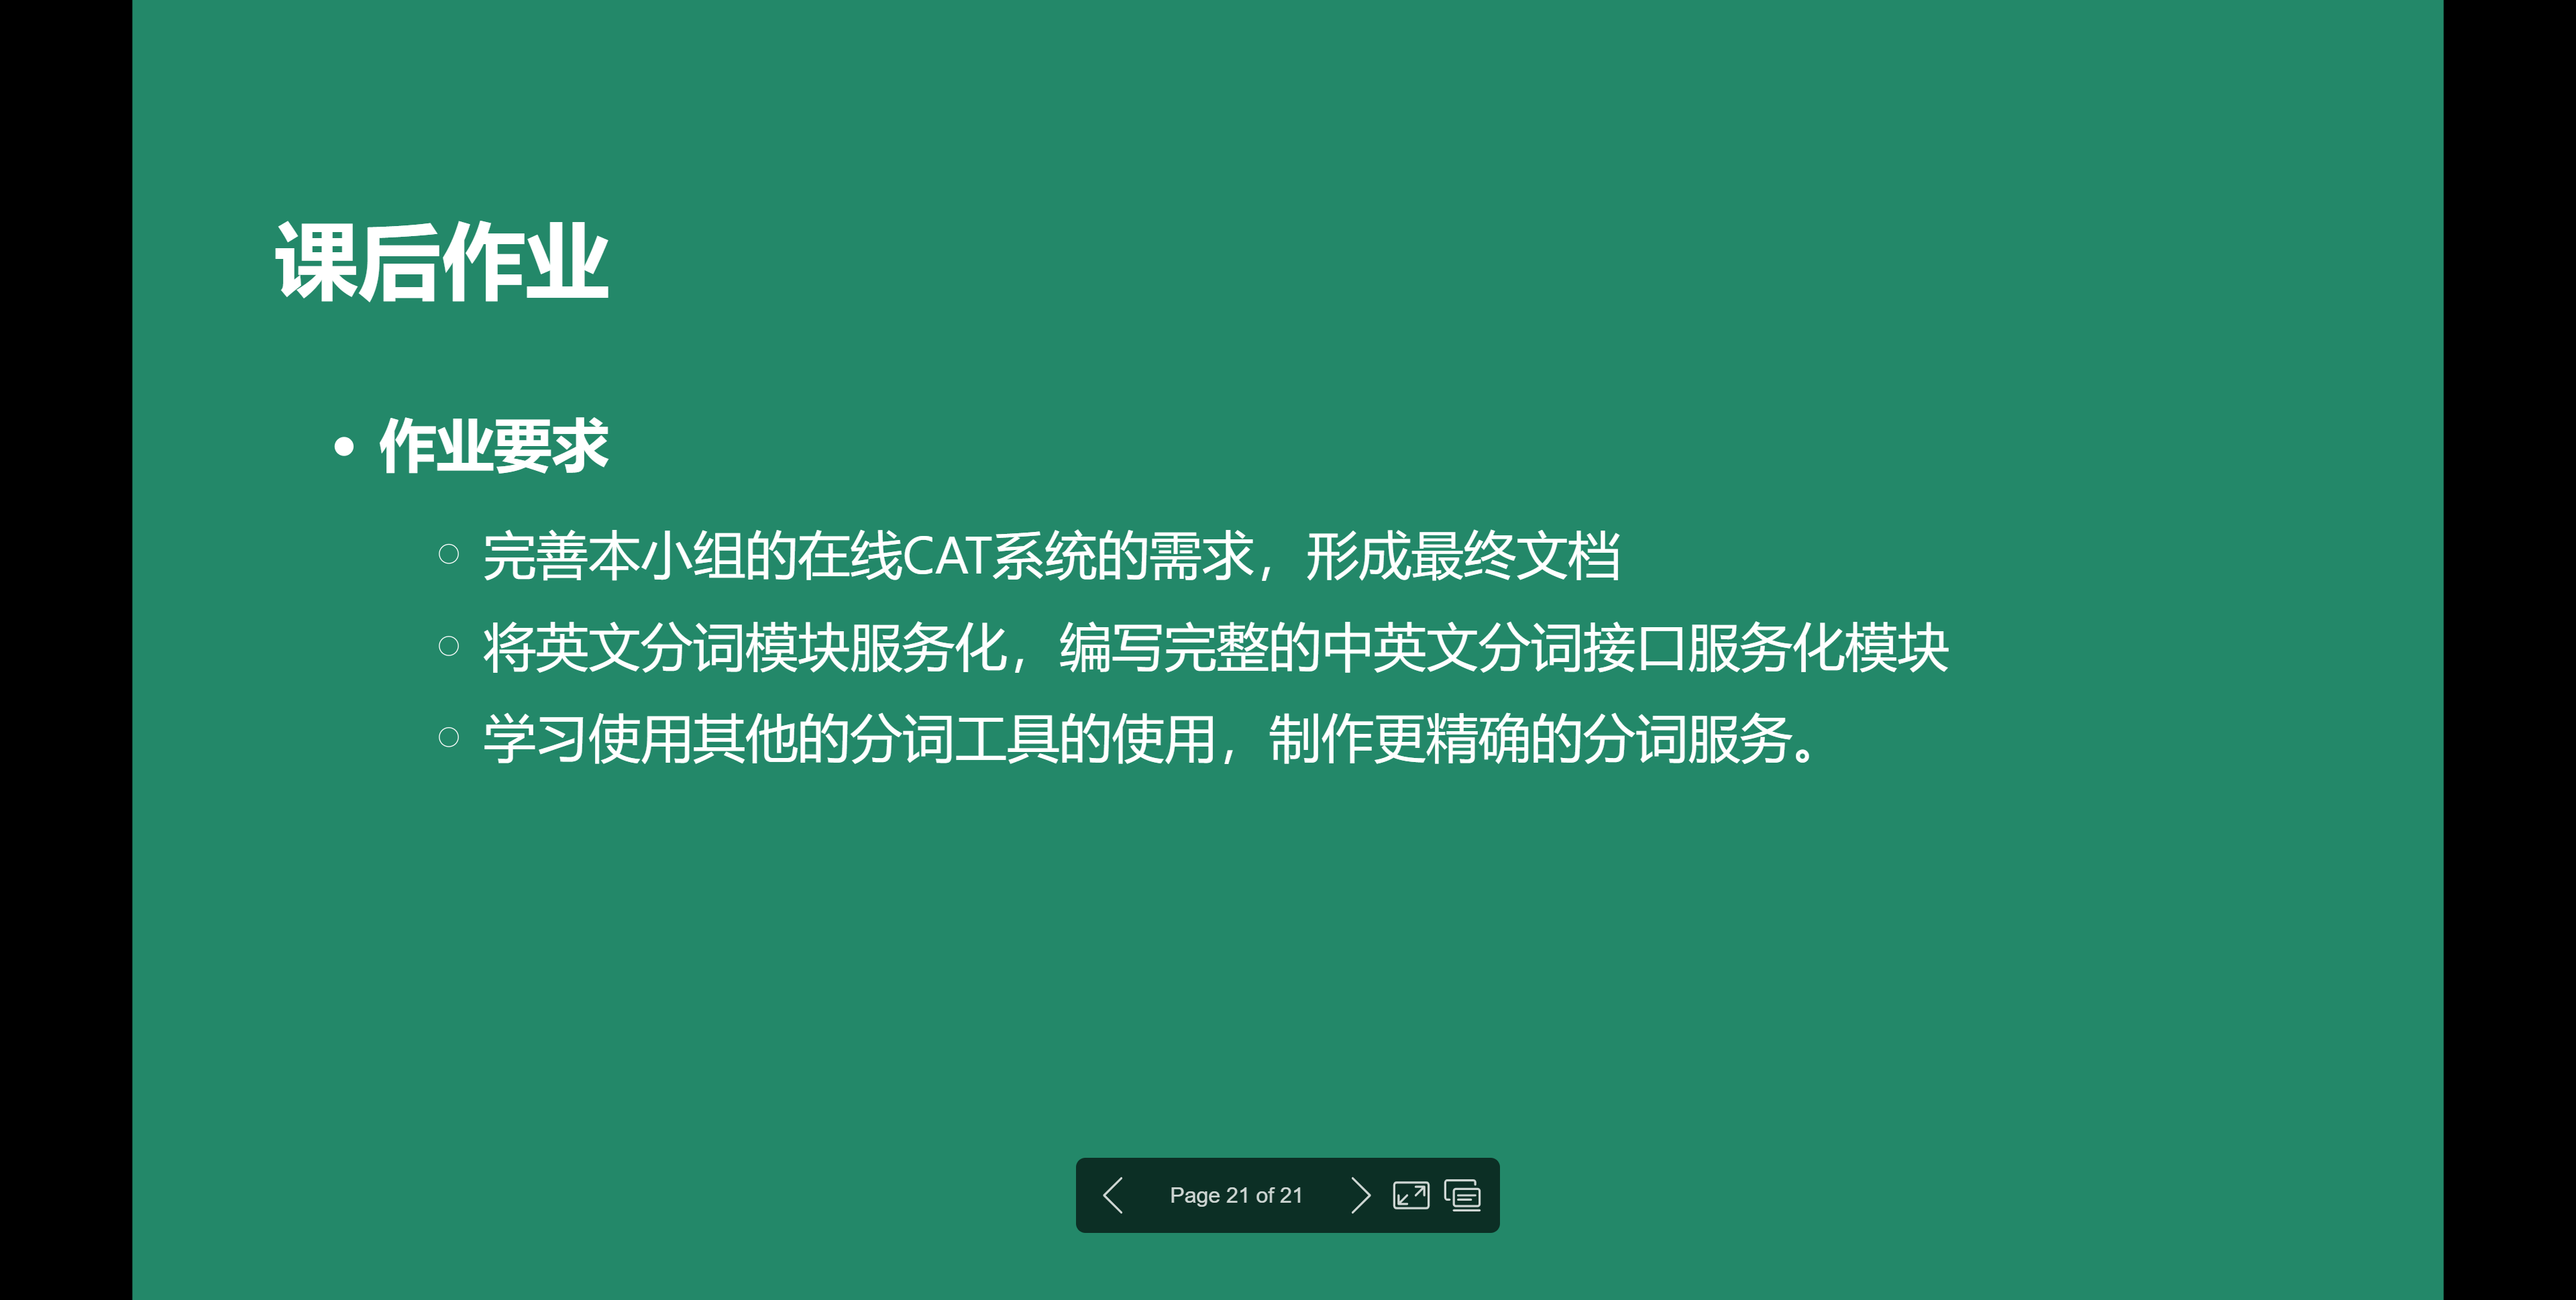 课后作业
• 作业要求
○ 完善本小组的在线CAT系统的需求，形成最终文档
○ 将英文分词模块服务化，编写完整的中英文分词接口服务化模块
○ 学习使用其他的分词工具的使用，制作更精确的分词服务。
Page 21 of 21